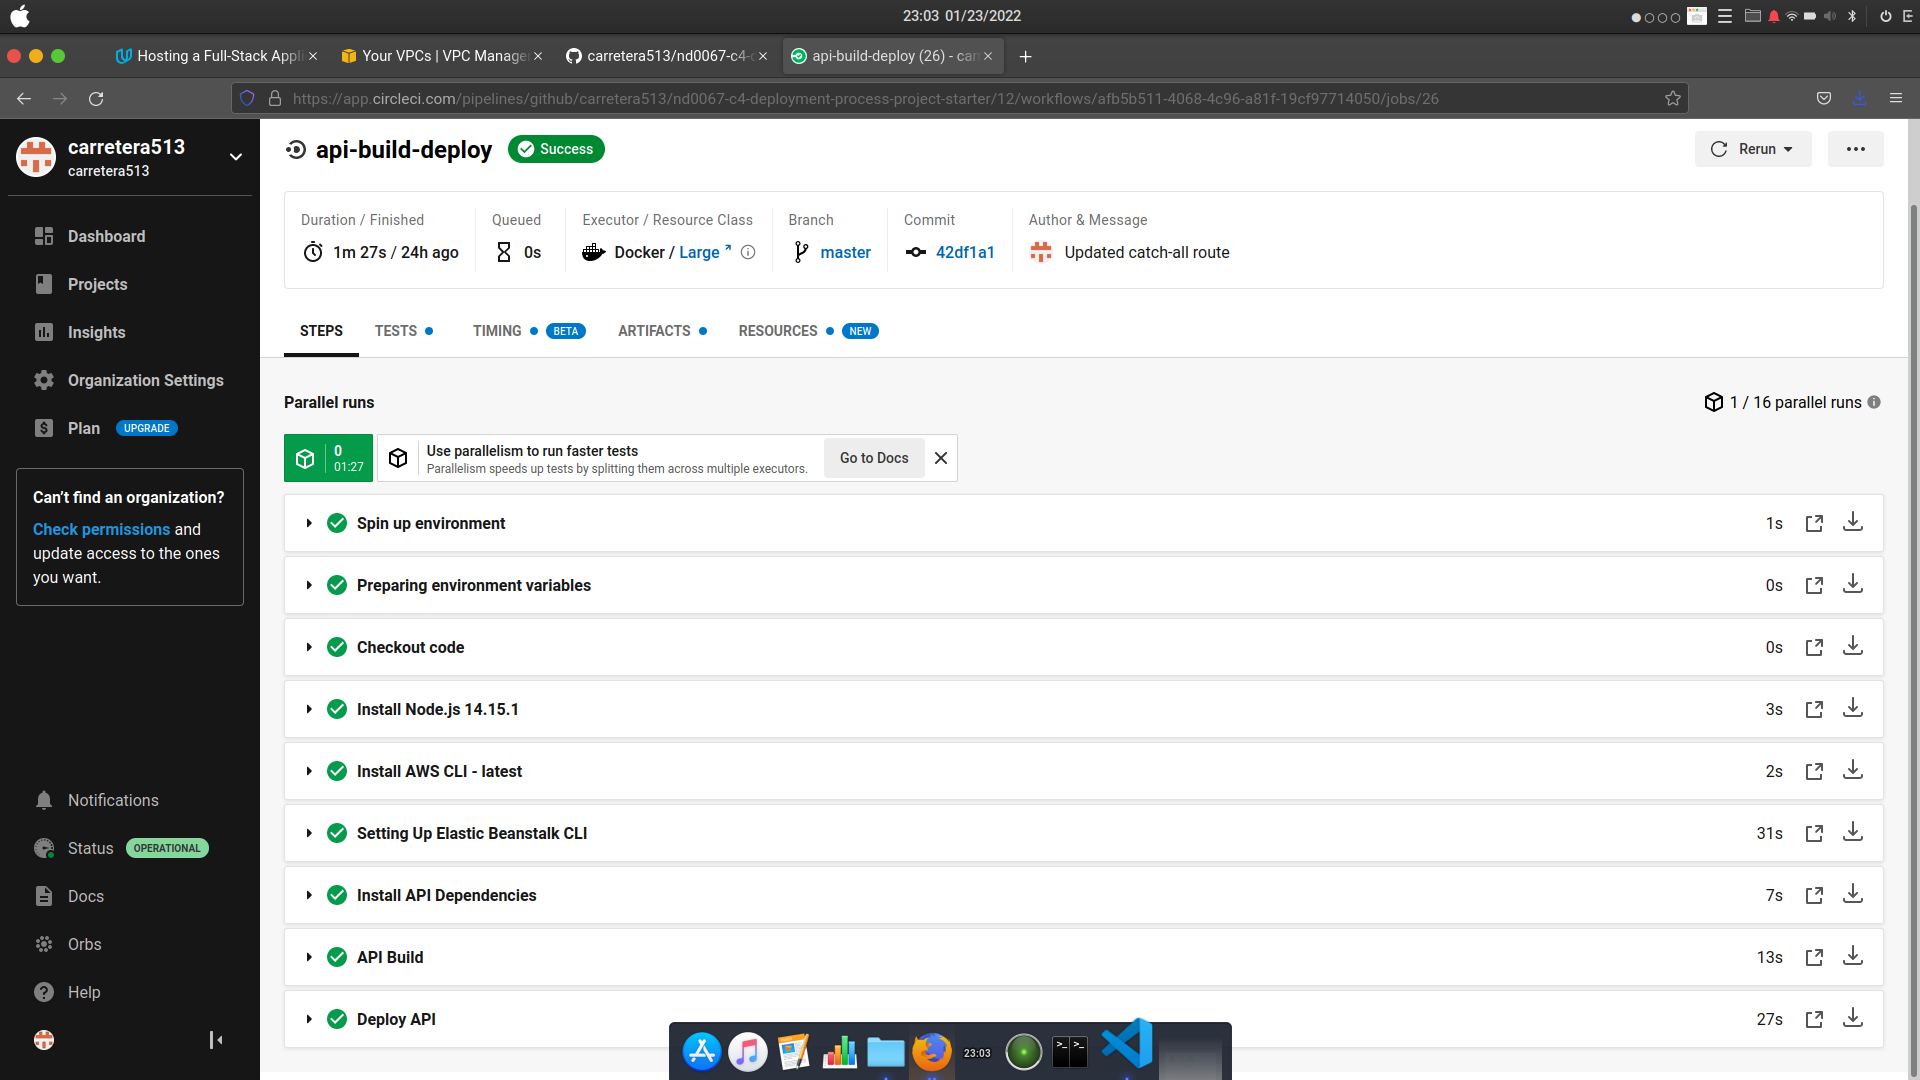 23:03 01/23/2022
Hosting a Full-Stack Appli
Your VPCs | VPC Manage
carretera513/nd0067-c4-
api-build-deploy (26) - car
https://app.circleci.com/pipelines/github/carretera513/nd0067-c4-deployment-process-project-starter/12/workflows/afb5b511-4068-4c96-a81f-19cf97714050/jobs/26
carretera513
carretera513
Dashboard
Projects
Insights
Organization Settings
Plan UPGRADE
Can't find an organization?
Check permissions and
update access to the ones
you want.
Notifications
Status OPERATIONAL
Docs
Orbs
Help
api-build-deploy Success
Rerun
Duration / Finished
1m 27s / 24h ago
Queued
0s
Executor / Resource Class
Docker / Large
Branch
master
Commit
42df1a1
Author & Message
Updated catch-all route
STEPS TESTS TIMING BETA ARTIFACTS RESOURCES NEW
Parallel runs
1 / 16 parallel runs
0
01:27
Use parallelism to run faster tests
Parallelism speeds up tests by splitting them across multiple executors.
Go to Docs
Spin up environment 1s
Preparing environment variables 0s
Checkout code 0s
Install Node.js 14.15.1 3s
Install AWS CLI - latest 2s
Setting Up Elastic Beanstalk CLI 31s
Install API Dependencies 7s
API Build 13s
Deploy API 27s
23:03